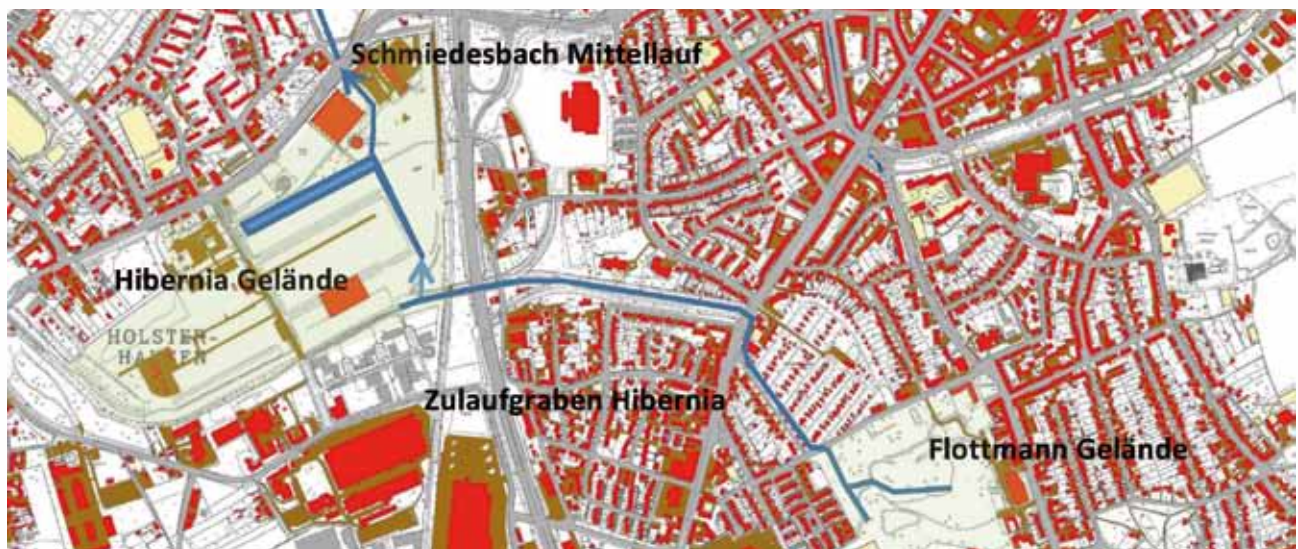 Schmiedesbach Mittellauf
Hibernia Gelände
HOLSTER-
HAUSEN
Zulaufgraben Hibernia
Flottmann Gelände